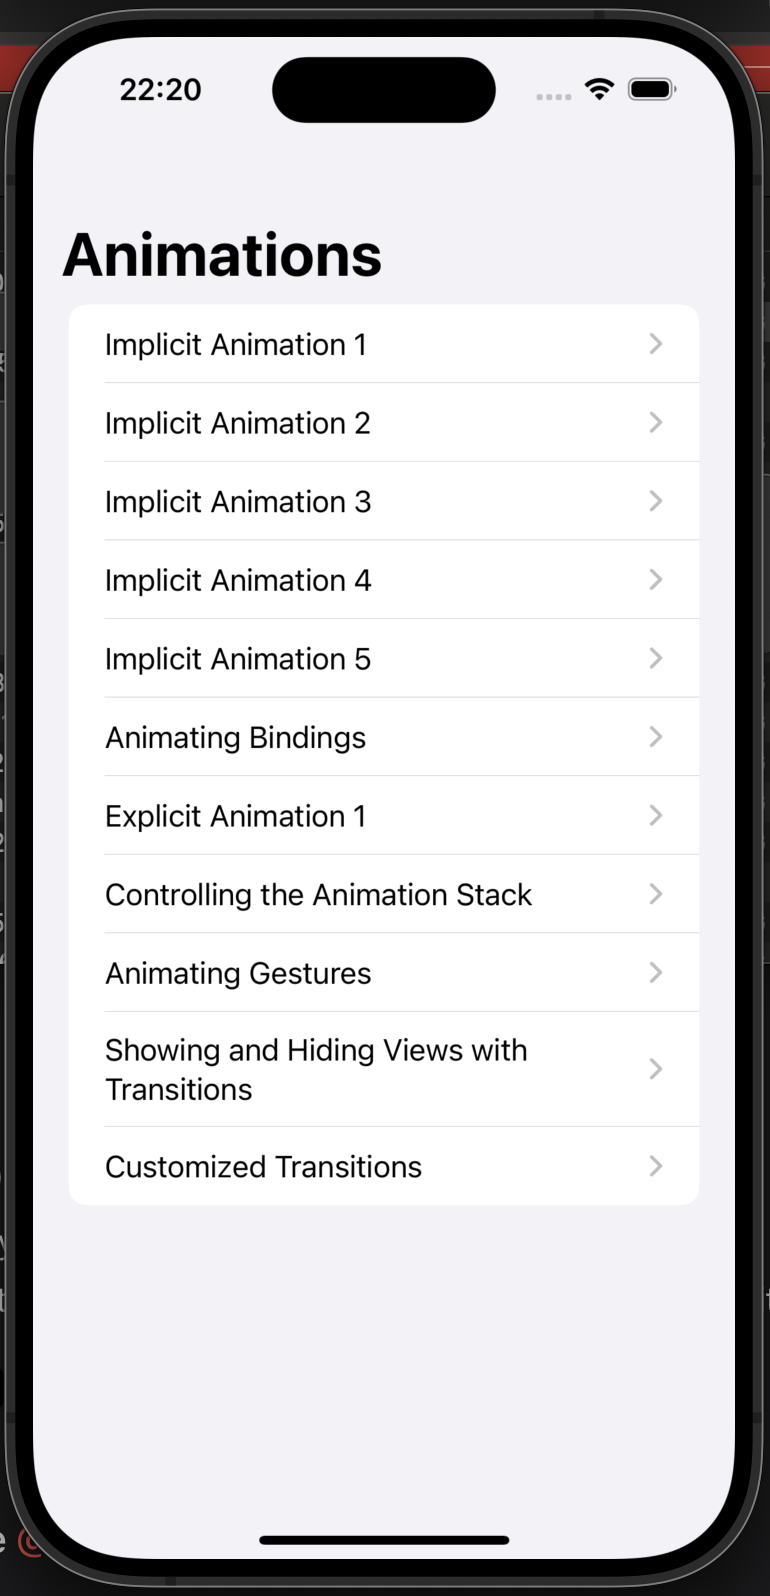 22:20
Animations
Implicit Animation 1
Implicit Animation 2
Implicit Animation 3
Implicit Animation 4
Implicit Animation 5
Animating Bindings
Explicit Animation 1
Controlling the Animation Stack
Animating Gestures
Showing and Hiding Views with
Transitions
Customized Transitions